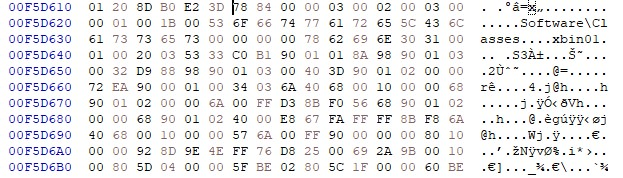 00F5D610 01 20 8D B0 E2 3D 78 84 00 00 03 00 02 00 03 00 . .°â=x„........
00F5D620 00 01 00 1B 00 53 6F 66 74 77 61 72 65 5C 43 6C .....Software\Cl
00F5D630 61 73 73 65 73 00 00 00 00 78 62 69 6E 30 31 00 asses....xbin01.
00F5D640 01 00 20 03 53 33 C0 B1 90 01 01 8A 98 90 01 03 .. .S3À±...Š˜..
00F5D650 00 32 D9 88 98 90 01 03 00 40 3D 90 01 02 00 00 .2Ùˆ˜....@=.....
00F5D660 72 EA 90 00 01 00 34 03 6A 40 68 00 10 00 00 68 rê....4.j@h....h
00F5D670 90 01 02 00 00 6A 00 FF D3 8B F0 56 68 90 01 02 .....j.ÿÓ‹ðVh...
00F5D680 00 00 68 90 01 02 40 00 E8 67 FA FF FF 8B F8 6A ..h...@.ègúÿÿ‹øj
00F5D690 40 68 00 10 00 00 57 6A 00 FF 90 00 00 00 80 10 @h....Wj.ÿ....€.
00F5D6A0 00 00 92 8D 9E 4E FF 76 D8 25 00 69 2A 9B 00 10 ..’.žNÿvØ%.i*›..
00F5D6B0 00 80 5D 04 00 00 5F BE 02 80 5C 1F 00 00 60 BE .€]..._¾.€\...`¾